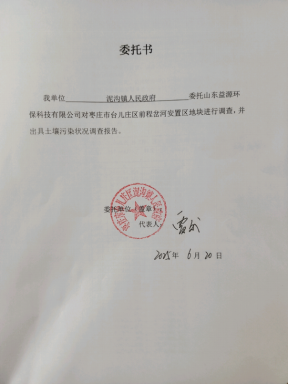 委托书
我单位 泥沟镇人民政府 委托山东益源环
保科技有限公司对枣庄市台儿庄区前程岔河安置区地块进行调查，并
出具土壤污染状况调查报告。
委托单位（盖章）
代表人
2025年 6月20日